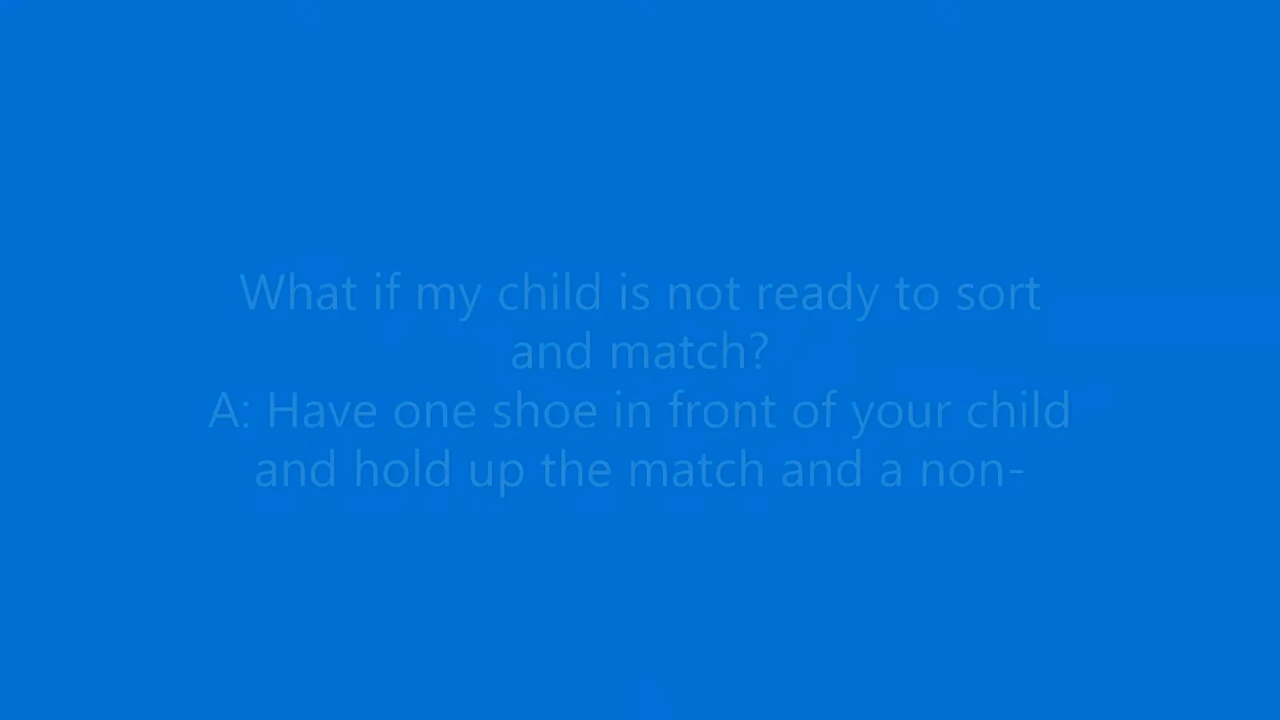 What if my child is not ready to sort
and match?
A: Have one shoe in front of your child
and hold up the match and a non-